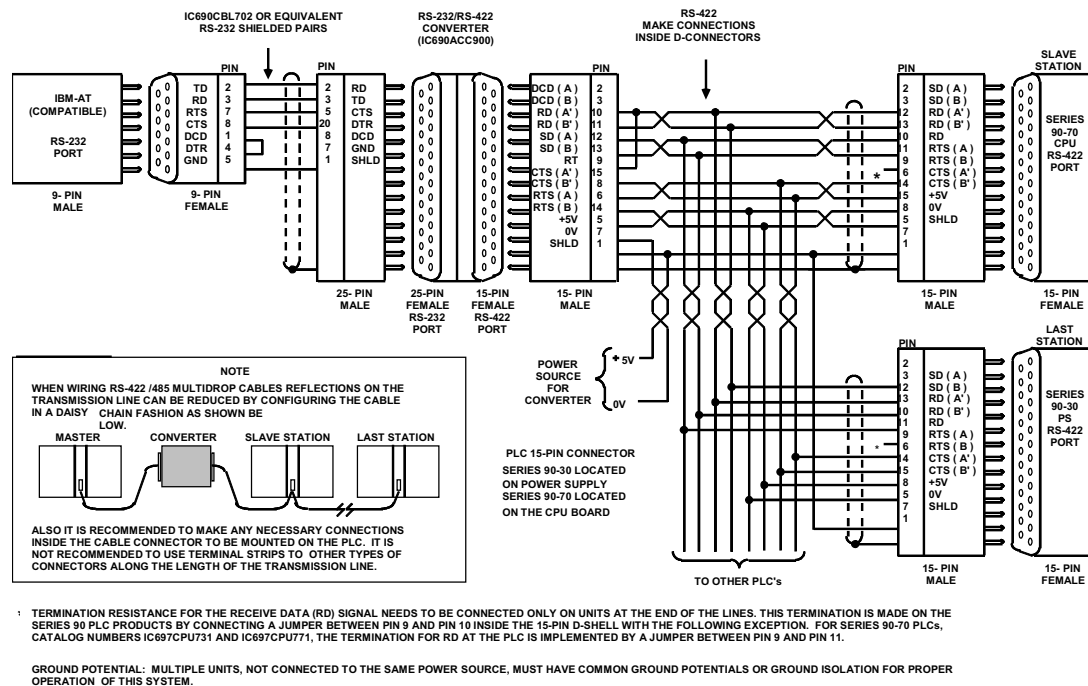 IC690CBL702 OR EQUIVALENT
RS-232 SHIELDED PAIRS
RS-232/RS-422
CONVERTER
(IC690ACC900)
RS-422
MAKE CONNECTIONS
INSIDE D-CONNECTORS
SLAVE
STATION
IBM-AT
(COMPATIBLE)
RS-232
PORT
9- PIN
MALE
PIN
TD 2
RD 3
RTS 7
CTS 8
DCD 1
DTR 4
GND 5
9- PIN
FEMALE
PIN
2 RD
3 TD
5 CTS
20 DTR
8 DCD
7 GND
1 SHLD
25- PIN
MALE
25-PIN
FEMALE
RS-232
PORT
15-PIN
FEMALE
RS-422
PORT
PIN
DCD ( A ) 2
DCD ( B ) 3
RD ( A' ) 10
RD ( B' ) 11
SD ( A ) 12
SD ( B ) 13
RT 9
CTS ( A' ) 15
CTS ( B' ) 8
RTS ( A ) 6
RTS ( B ) 14
+5V 5
0V 7
SHLD 1
15- PIN
MALE
PIN
2 SD ( A )
3 SD ( B )
12 RD ( A' )
13 RD ( B' )
10 RD
11 RTS ( A )
9 RTS ( B )
* 6 CTS ( A' )
14 CTS ( B' )
15 +5V
8 0V
5 SHLD
7
1
15- PIN
MALE
SERIES
90-70
CPU
RS-422
PORT
15- PIN
FEMALE
POWER
SOURCE
FOR
CONVERTER
+ 5V
0V
PLC 15-PIN CONNECTOR
SERIES 90-30 LOCATED
ON POWER SUPPLY
SERIES 90-70 LOCATED
ON THE CPU BOARD
TO OTHER PLC's
LAST
STATION
PIN
2
3 SD ( A )
12 SD ( B )
13 RD ( A' )
10 RD ( B' )
11 RD
9 RTS ( A )
* 6 RTS ( B )
14 CTS ( A' )
15 CTS ( B' )
8 +5V
5 0V
7 SHLD
1
15- PIN
MALE
SERIES
90-30
PS
RS-422
PORT
15- PIN
FEMALE
NOTE
WHEN WIRING RS-422 /485 MULTIDROP CABLES REFLECTIONS ON THE
TRANSMISSION LINE CAN BE REDUCED BY CONFIGURING THE CABLE
IN A DAISY CHAIN FASHION AS SHOWN BE
LOW.
MASTER CONVERTER SLAVE STATION LAST STATION
ALSO IT IS RECOMMENDED TO MAKE ANY NECESSARY CONNECTIONS
INSIDE THE CABLE CONNECTOR TO BE MOUNTED ON THE PLC. IT IS
NOT RECOMMENDED TO USE TERMINAL STRIPS TO OTHER TYPES OF
CONNECTORS ALONG THE LENGTH OF THE TRANSMISSION LINE.
TERMINATION RESISTANCE FOR THE RECEIVE DATA (RD) SIGNAL NEEDS TO BE CONNECTED ONLY ON UNITS AT THE END OF THE LINES. THIS TERMINATION IS MADE ON THE
SERIES 90 PLC PRODUCTS BY CONNECTING A JUMPER BETWEEN PIN 9 AND PIN 10 INSIDE THE 15-PIN D-SHELL WITH THE FOLLOWING EXCEPTION. FOR SERIES 90-70 PLCs,
CATALOG NUMBERS IC697CPU731 AND IC697CPU771, THE TERMINATION FOR RD AT THE PLC IS IMPLEMENTED BY A JUMPER BETWEEN PIN 9 AND PIN 11.
GROUND POTENTIAL: MULTIPLE UNITS, NOT CONNECTED TO THE SAME POWER SOURCE, MUST HAVE COMMON GROUND POTENTIALS OR GROUND ISOLATION FOR PROPER
OPERATION OF THIS SYSTEM.